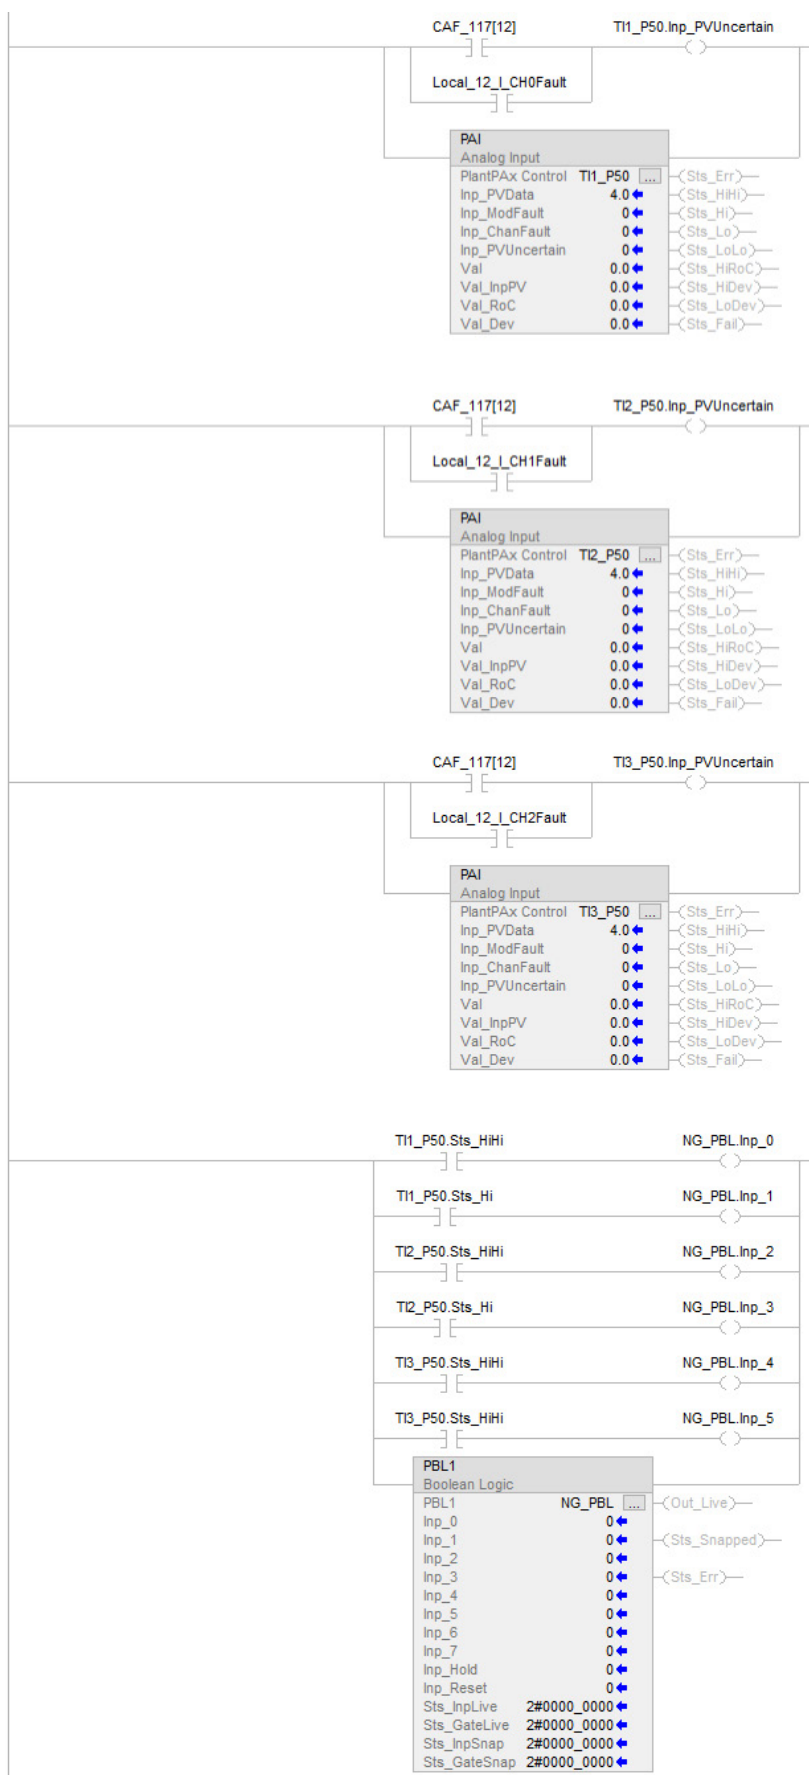 CAF_117[12] TI1_P50.Inp_PVUncertain
Local_12_I_CH0Fault
PAI
Analog Input
PlantPAx Control TI1_P50 ... (Sts_Err)
Inp_PVData 4.0 (Sts_HiHi)
Inp_ModFault 0 (Sts_Hi)
Inp_ChanFault 0 (Sts_Lo)
Inp_PVUncertain 0 (Sts_LoLo)
Val 0.0 (Sts_HiRoC)
Val_InpPV 0.0 (Sts_HiDev)
Val_RoC 0.0 (Sts_LoDev)
Val_Dev 0.0 (Sts_Fail)
CAF_117[12] TI2_P50.Inp_PVUncertain
Local_12_I_CH1Fault
PAI
Analog Input
PlantPAx Control TI2_P50 ... (Sts_Err)
Inp_PVData 4.0 (Sts_HiHi)
Inp_ModFault 0 (Sts_Hi)
Inp_ChanFault 0 (Sts_Lo)
Inp_PVUncertain 0 (Sts_LoLo)
Val 0.0 (Sts_HiRoC)
Val_InpPV 0.0 (Sts_HiDev)
Val_RoC 0.0 (Sts_LoDev)
Val_Dev 0.0 (Sts_Fail)
CAF_117[12] TI3_P50.Inp_PVUncertain
Local_12_I_CH2Fault
PAI
Analog Input
PlantPAx Control TI3_P50 ... (Sts_Err)
Inp_PVData 4.0 (Sts_HiHi)
Inp_ModFault 0 (Sts_Hi)
Inp_ChanFault 0 (Sts_Lo)
Inp_PVUncertain 0 (Sts_LoLo)
Val 0.0 (Sts_HiRoC)
Val_InpPV 0.0 (Sts_HiDev)
Val_RoC 0.0 (Sts_LoDev)
Val_Dev 0.0 (Sts_Fail)
TI1_P50.Sts_HiHi NG_PBL.Inp_0
TI1_P50.Sts_Hi NG_PBL.Inp_1
TI2_P50.Sts_HiHi NG_PBL.Inp_2
TI2_P50.Sts_Hi NG_PBL.Inp_3
TI3_P50.Sts_HiHi NG_PBL.Inp_4
TI3_P50.Sts_HiHi NG_PBL.Inp_5
PBL1
Boolean Logic
PBL1 NG_PBL ... (Out_Live)
Inp_0 0
Inp_1 0 (Sts_Snapped)
Inp_2 0
Inp_3 0 (Sts_Err)
Inp_4 0
Inp_5 0
Inp_6 0
Inp_7 0
Inp_Hold 0
Inp_Reset 0
Sts_InpLive 2#0000_0000
Sts_GateLive 2#0000_0000
Sts_InpSnap 2#0000_0000
Sts_GateSnap 2#0000_0000